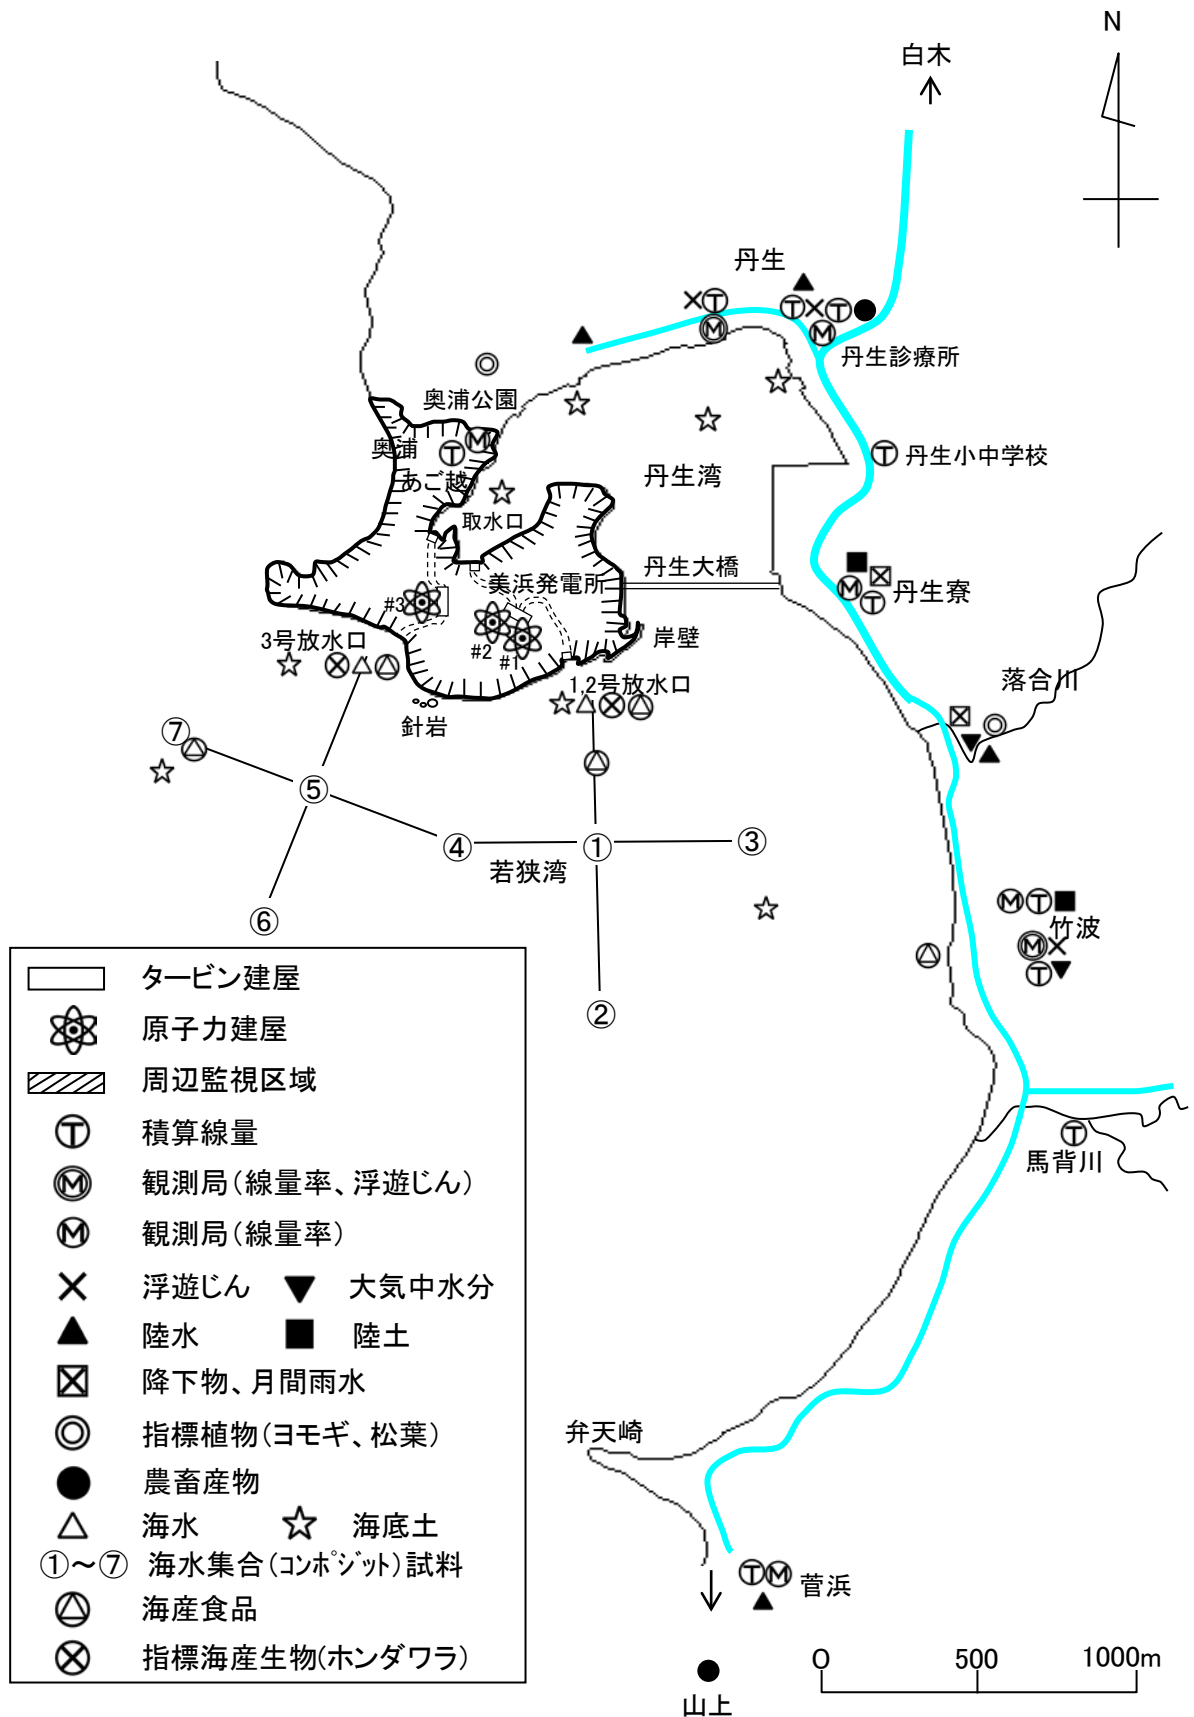 N
白木
丹生
丹生診療所
奥浦公園
奥浦
あご越
丹生湾
丹生小中学校
取水口
美浜発電所
丹生大橋
丹生寮
#3
#2
#1
3号放水口
岸壁
1,2号放水口
落合川
針岩
⑦
⑤
④
①
③
若狭湾
⑥
②
竹波
馬背川
弁天崎
菅浜
山上
0 500 1000m
タービン建屋
原子力建屋
周辺監視区域
T 積算線量
M 観測局(線量率、浮遊じん)
M 観測局(線量率)
浮遊じん 大気中水分
陸水 陸土
降下物、月間雨水
指標植物(ヨモギ、松葉)
農畜産物
海水 海底土
①~⑦ 海水集合(コンポジット)試料
海産食品
指標海産生物(ホンダワラ)